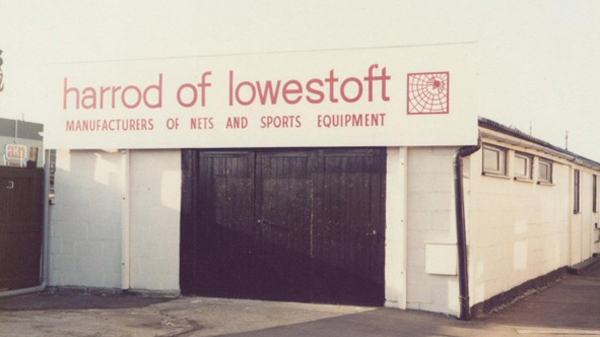 harrod of lowestoft
MANUFACTURERS OF NETS AND SPORTS EQUIPMENT